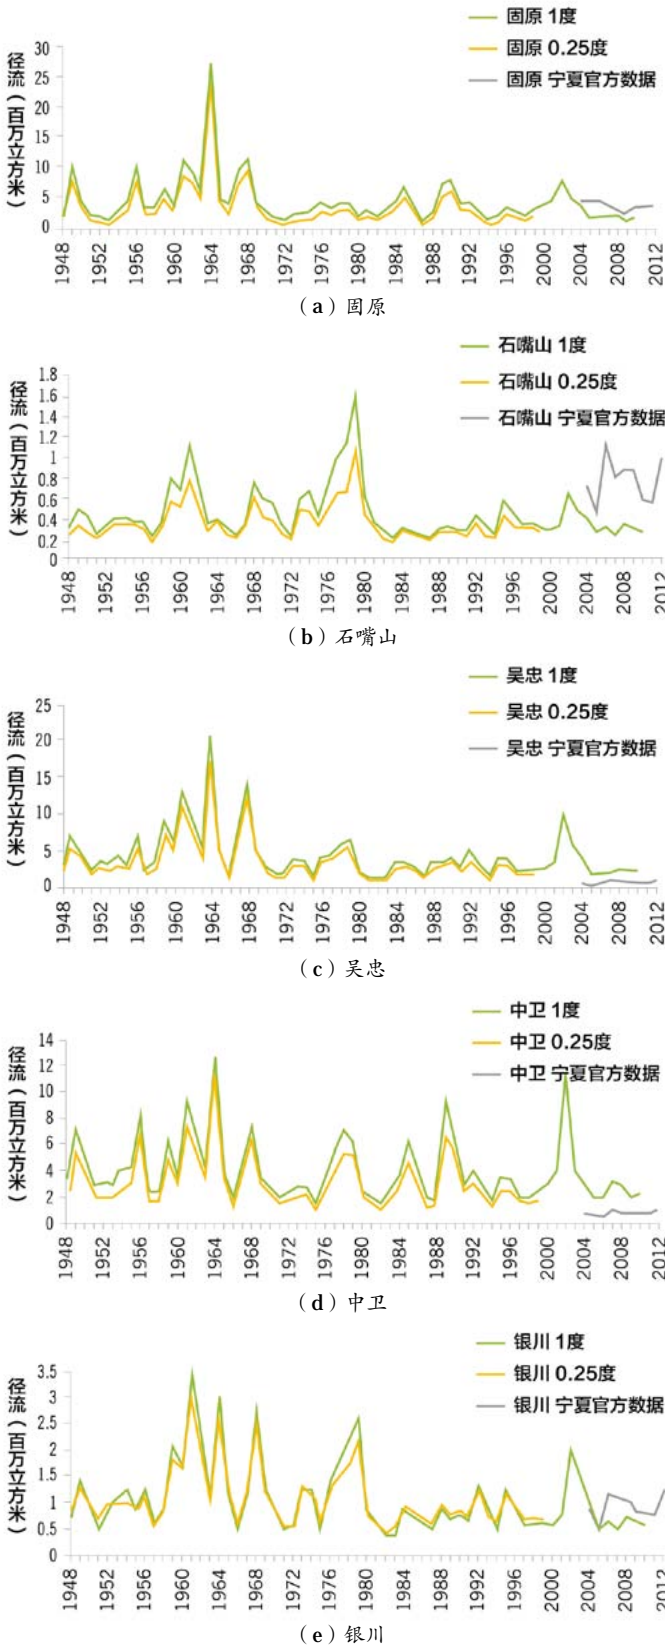 固原 1度
固原 0.25度
固原 宁夏官方数据
径流（百万立方米）
30
25
20
15
10
5
0
1948 1952 1956 1960 1964 1968 1972 1976 1980 1984 1988 1992 1996 2000 2004 2008 2012
（a）固原
石嘴山 1度
石嘴山 0.25度
石嘴山 宁夏官方数据
径流（百万立方米）
1.8
1.6
1.4
1.2
1
0.8
0.6
0.4
0.2
0
1948 1952 1956 1960 1964 1968 1972 1976 1980 1984 1988 1992 1996 2000 2004 2008 2012
（b）石嘴山
吴忠 1度
吴忠 0.25度
吴忠 宁夏官方数据
径流（百万立方米）
25
20
15
10
5
0
1948 1952 1956 1960 1964 1968 1972 1976 1980 1984 1988 1992 1996 2000 2004 2008 2012
（c）吴忠
中卫 1度
中卫 0.25度
中卫 宁夏官方数据
径流（百万立方米）
14
12
10
8
6
4
2
0
1948 1952 1956 1960 1964 1968 1972 1976 1980 1984 1988 1992 1996 2000 2004 2008 2012
（d）中卫
银川 1度
银川 0.25度
银川 宁夏官方数据
径流（百万立方米）
3.5
3
2.5
2
1.5
1
0.5
0
1948 1952 1956 1960 1964 1968 1972 1976 1980 1984 1988 1992 1996 2000 2004 2008 2012
（e）银川